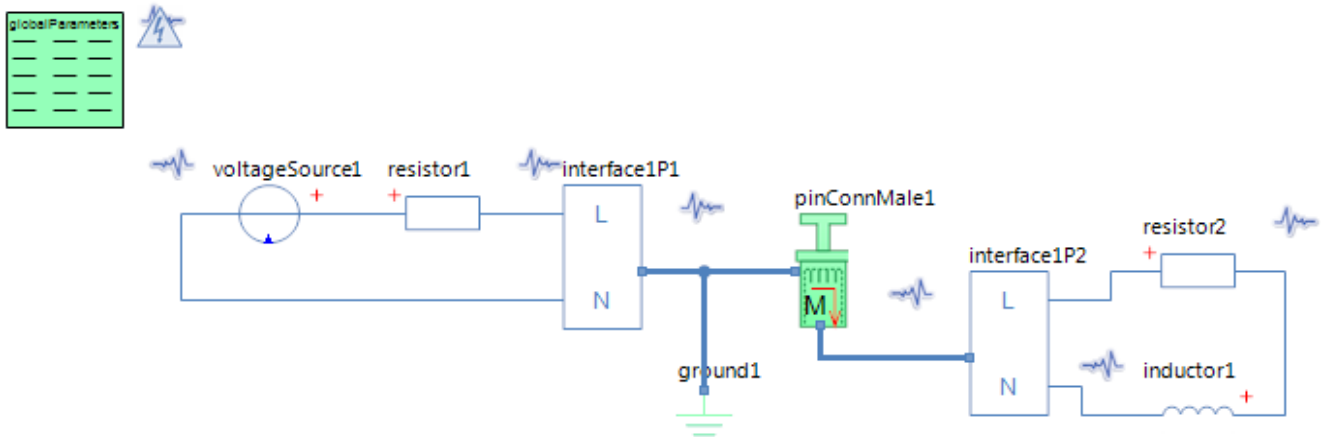 globalParameters
voltageSource1
resistor1
interface1P1
L
N
pinConnMale1
M
ground1
interface1P2
L
N
resistor2
inductor1